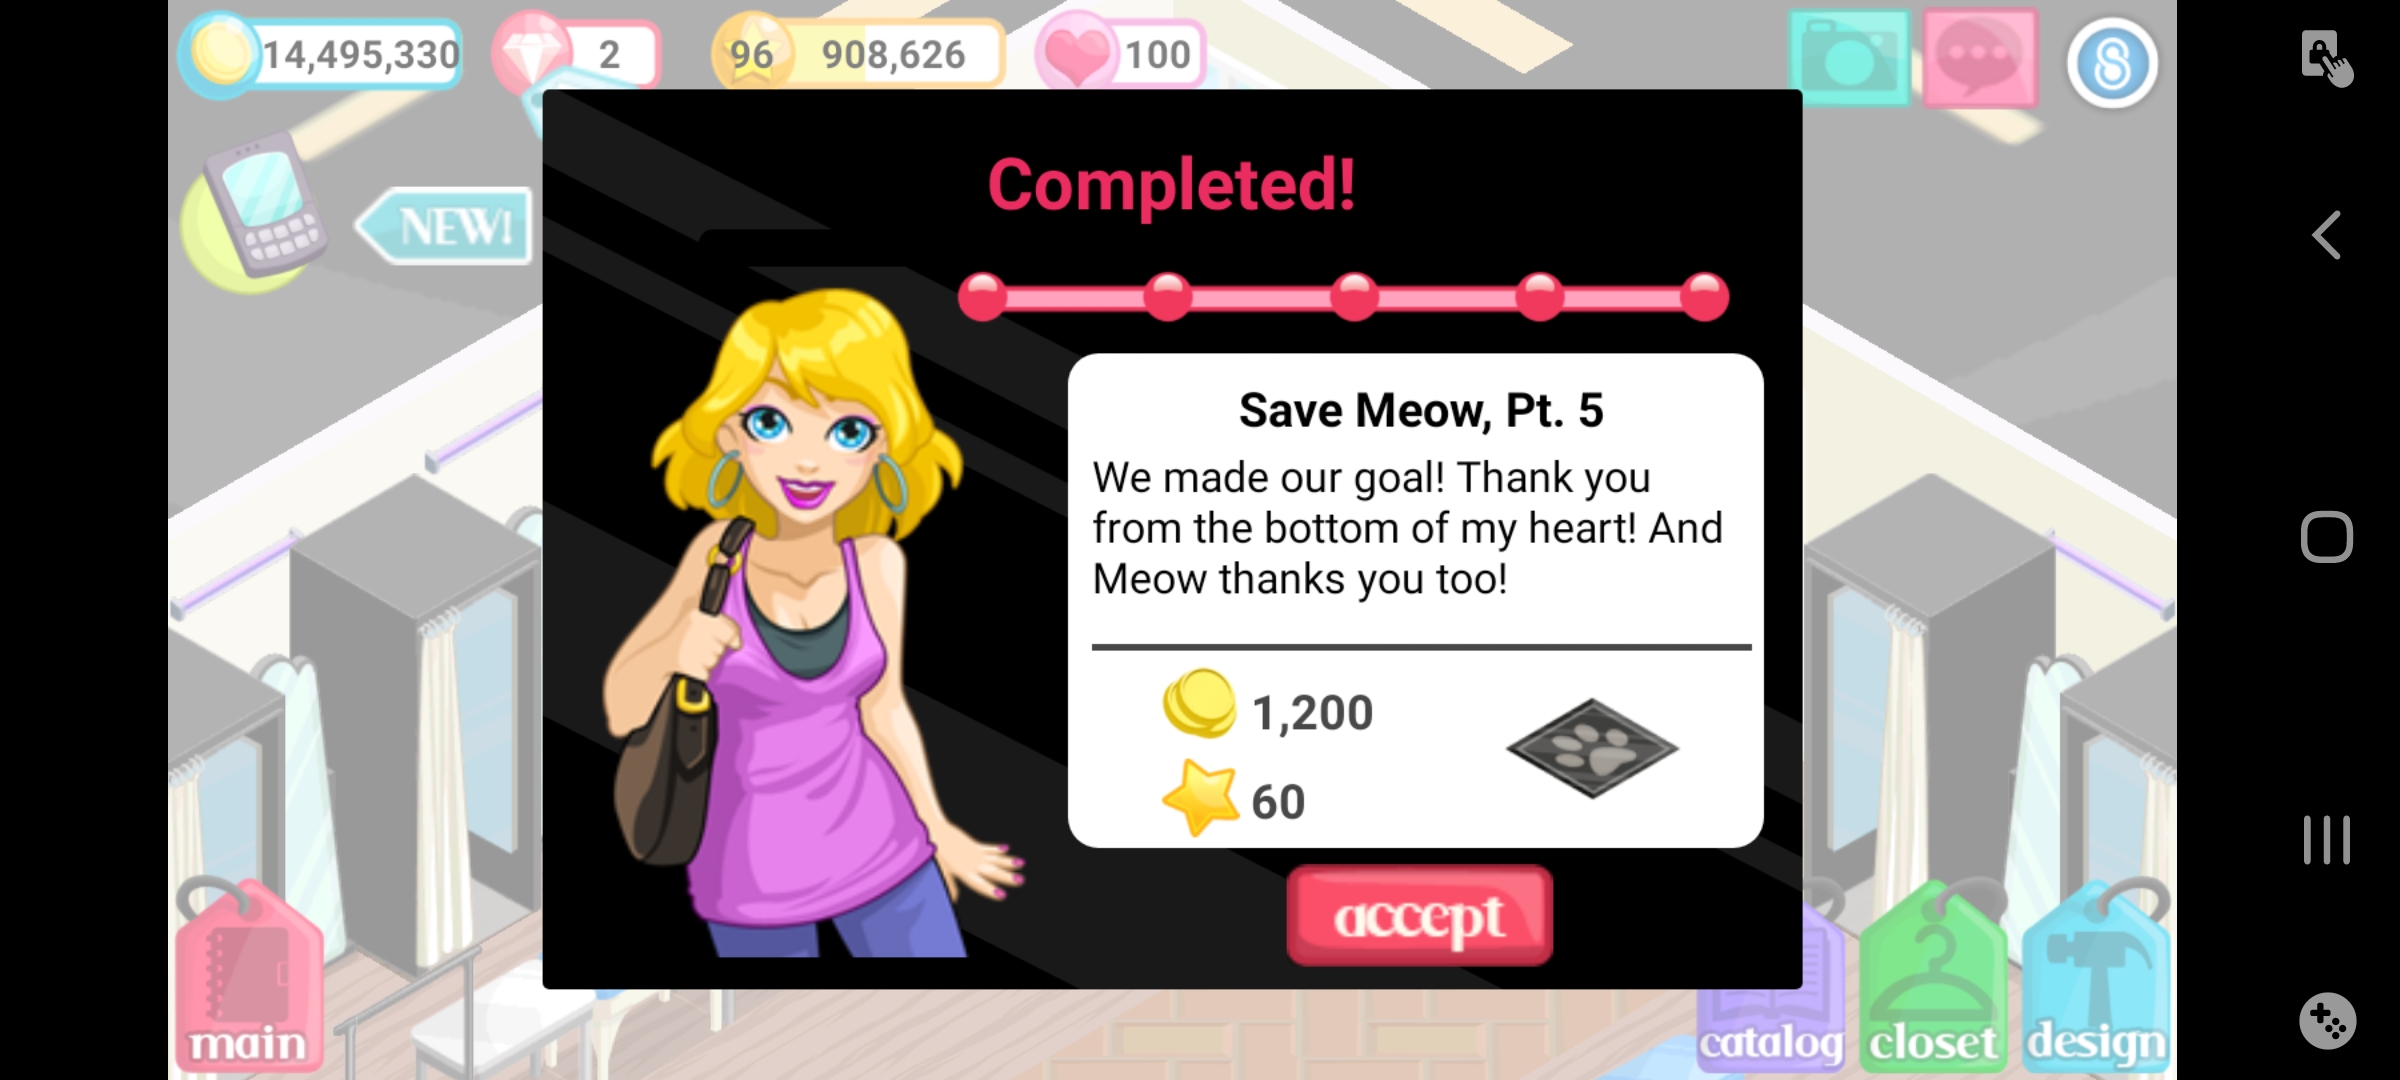 14,495,330
2
96
908,626
100
NEW!
Completed!
Save Meow, Pt. 5
We made our goal! Thank you
from the bottom of my heart! And
Meow thanks you too!
1,200
60
accept
main
catalog
closet
design